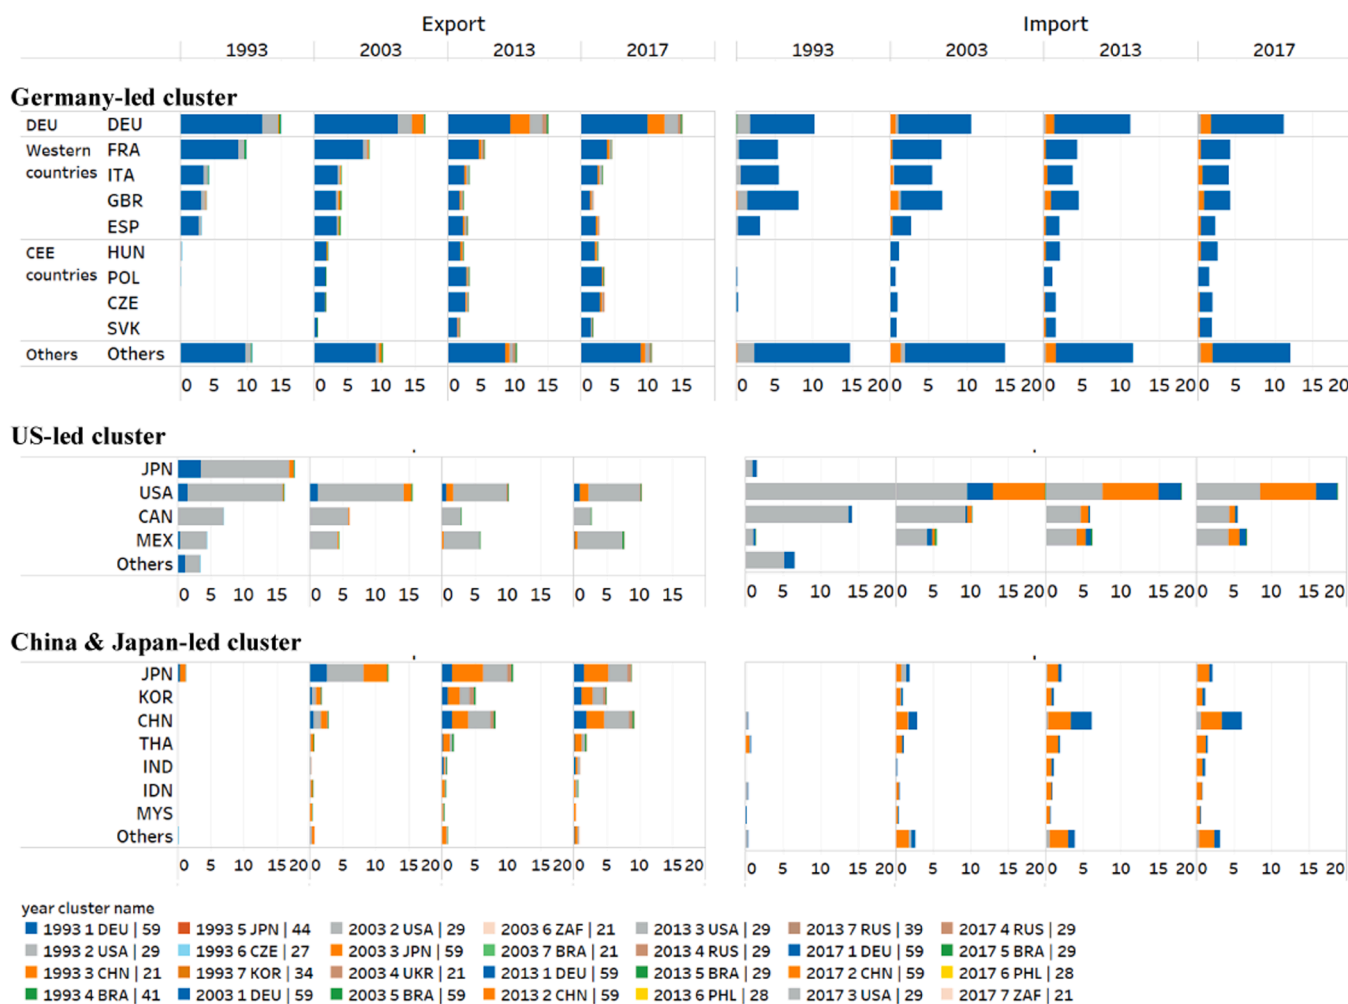 Export Import
1993 2003 2013 2017 1993 2003 2013 2017
Germany-led cluster
DEU DEU
Western FRA
countries ITA
GBR
ESP
CEE HUN
countries POL
CZE
SVK
Others Others
0 5 10 15 0 5 10 15 0 5 10 15 0 5 10 15 0 5 10 15 20 0 5 10 15 20 0 5 10 15 20 0 5 10 15 20
US-led cluster
JPN
USA
CAN
MEX
Others
0 5 10 15 20 0 5 10 15 20 0 5 10 15 20 0 5 10 15 0 5 10 15 20 0 5 10 15 20 0 5 10 15 20 0 5 10 15 20
China & Japan-led cluster
JPN
KOR
CHN
THA
IND
IDN
MYS
Others
0 5 10 15 20 0 5 10 15 20 0 5 10 15 20 0 5 10 15 20 0 5 10 15 20 0 5 10 15 20 0 5 10 15 20 0 5 10 15 20
year cluster name
1993 1 DEU | 59 1993 5 JPN | 44 2003 2 USA | 29 2003 6 ZAF | 21 2013 3 USA | 29 2013 7 RUS | 39 2017 4 RUS | 29
1993 2 USA | 29 1993 6 CZE | 27 2003 3 JPN | 59 2003 7 BRA | 21 2013 4 RUS | 29 2017 1 DEU | 59 2017 5 BRA | 29
1993 3 CHN | 21 1993 7 KOR | 34 2003 4 UKR | 21 2013 1 DEU | 59 2013 5 BRA | 29 2017 2 CHN | 59 2017 6 PHL | 28
1993 4 BRA | 41 2003 1 DEU | 59 2003 5 BRA | 59 2013 2 CHN | 59 2013 6 PHL | 28 2017 3 USA | 29 2017 7 ZAF | 21